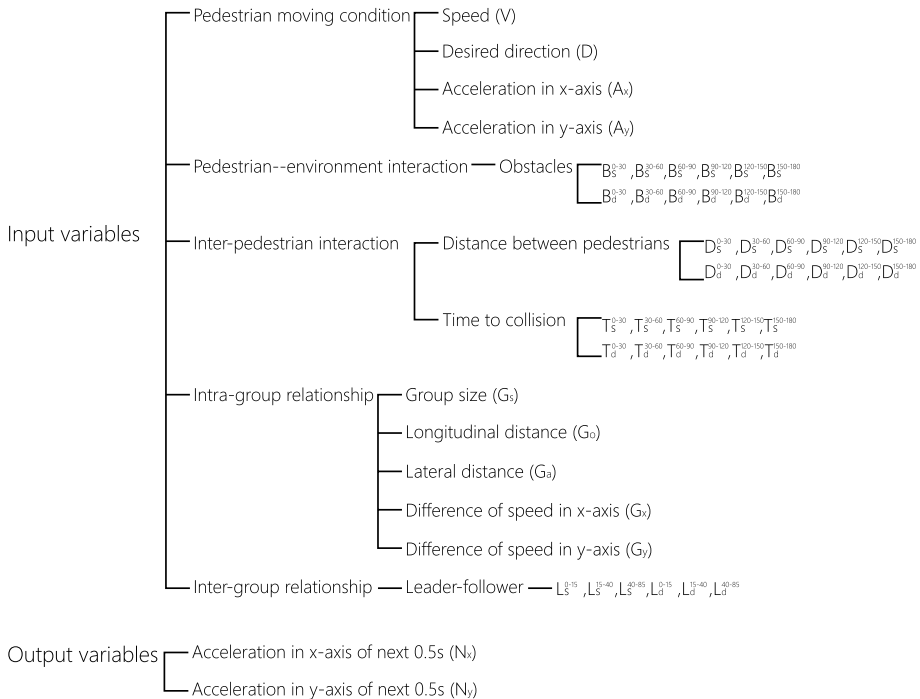 Pedestrian moving condition
Speed (V)
Desired direction (D)
Acceleration in x-axis (Ax)
Acceleration in y-axis (Ay)
Pedestrian--environment interaction
Obstacles
Bs0-30 ,Bs30-60,Bs60-90,Bs90-120,Bs120-150,Bs150-180
Bd0-30 ,Bd30-60,Bd60-90,Bd90-120,Bd120-150,Bd150-180
Input variables
Inter-pedestrian interaction
Distance between pedestrians
Ds0-30 ,Ds30-60,Ds60-90,Ds90-120,Ds120-150,Ds150-180
Dd0-30 ,Dd30-60,Dd60-90,Dd90-120,Dd120-150,Dd150-180
Time to collision
Ts0-30 ,Ts30-60,Ts60-90,Ts90-120,Ts120-150,Ts150-180
Td0-30 ,Td30-60,Td60-90,Td90-120,Td120-150,Td150-180
Intra-group relationship
Group size (Gs)
Longitudinal distance (Go)
Lateral distance (Ga)
Difference of speed in x-axis (Gx)
Difference of speed in y-axis (Gy)
Inter-group relationship
Leader-follower
Ls0-15 ,Ls15-40,Ls40-85,Ld0-15 ,Ld15-40,Ld40-85
Output variables
Acceleration in x-axis of next 0.5s (Nx)
Acceleration in y-axis of next 0.5s (Ny)